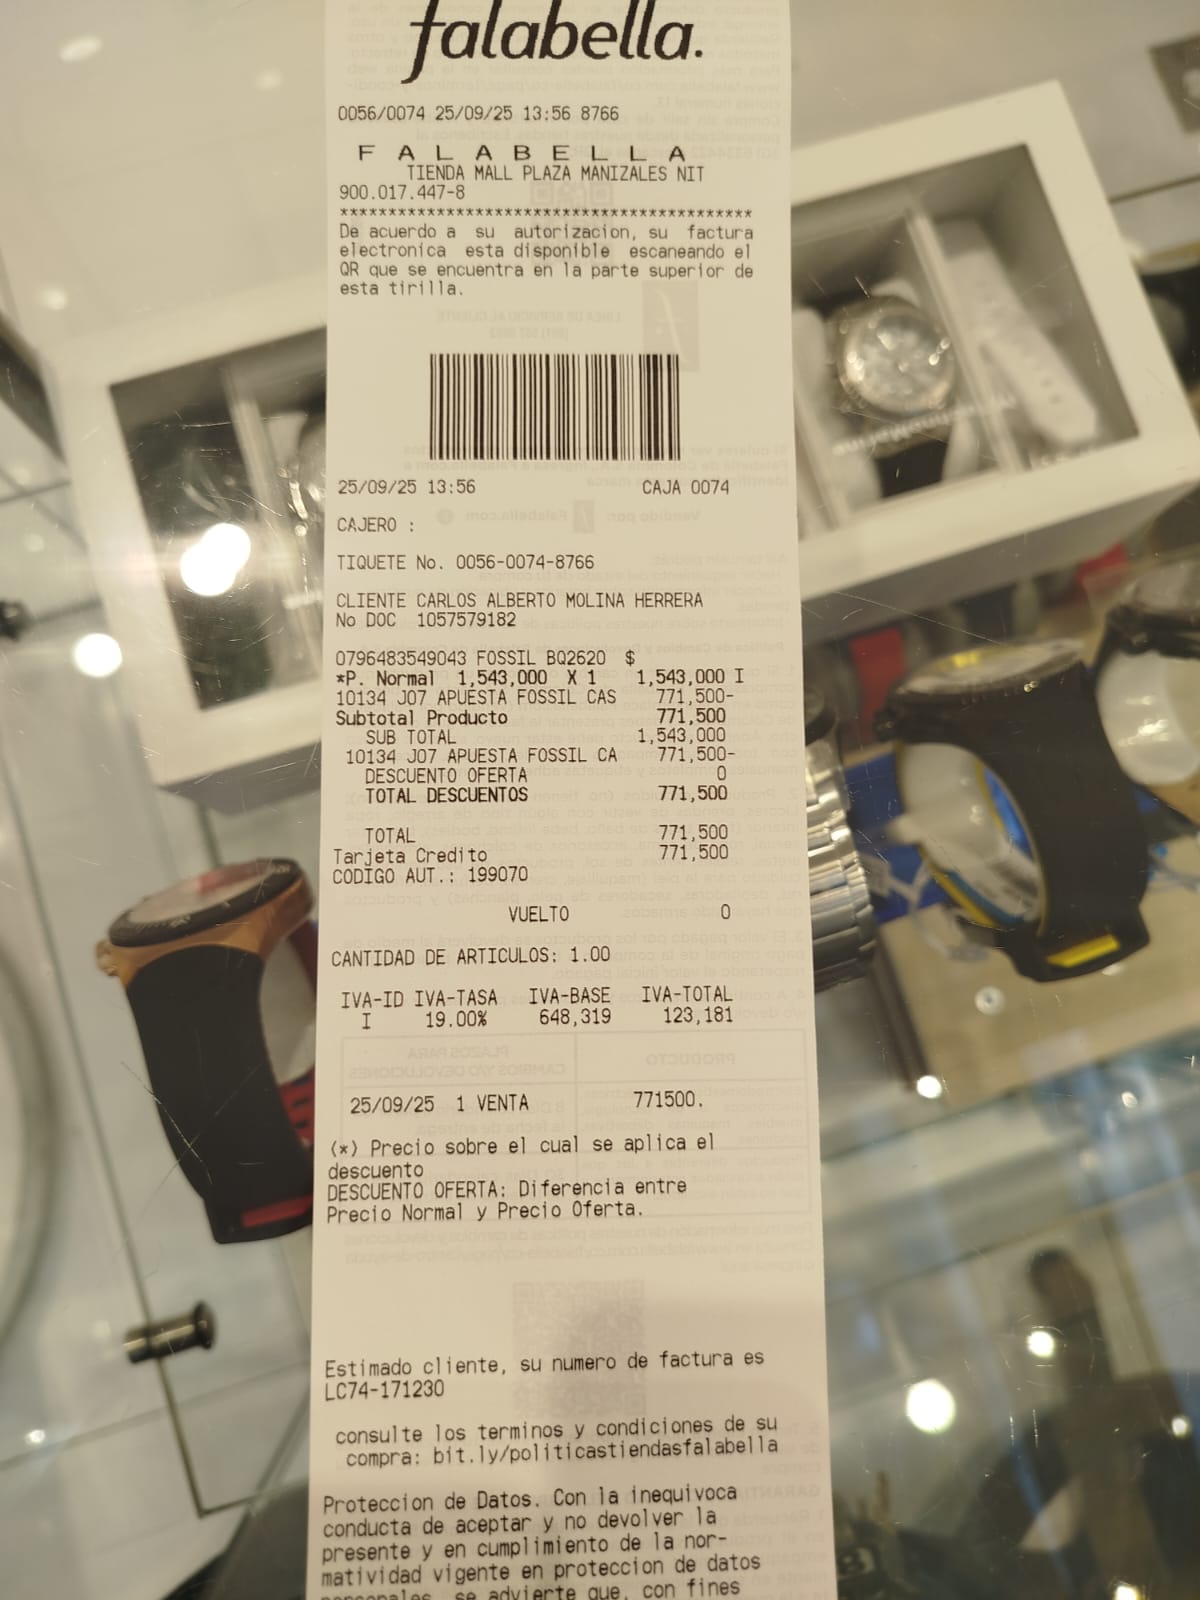 falabella.
0056/0074 25/09/25 13:56 8766
F A L A B E L L A
TIENDA MALL PLAZA MANIZALES NIT
900.017.447-8
******************************************
De acuerdo a su autorizacion, su factura
electronica esta disponible escaneando el
QR que se encuentra en la parte superior de
esta tirilla.
25/09/25 13:56 CAJA 0074
CAJERO :
TIQUETE No. 0056-0074-8766
CLIENTE CARLOS ALBERTO MOLINA HERRERA
No DOC 1057579182
0796483549043 FOSSIL BQ2620 $
*P. Normal 1,543,000 X 1 1,543,000 I
10134 J07 APUESTA FOSSIL CAS 771,500-
Subtotal Producto 771,500
SUB TOTAL 1,543,000
10134 J07 APUESTA FOSSIL CA 771,500-
DESCUENTO OFERTA 0
TOTAL DESCUENTOS 771,500
TOTAL 771,500
Tarjeta Credito 771,500
CODIGO AUT.: 199070
VUELTO 0
CANTIDAD DE ARTICULOS: 1.00
IVA-ID IVA-TASA IVA-BASE IVA-TOTAL
I 19.00% 648,319 123,181
25/09/25 1 VENTA 771500.
(*) Precio sobre el cual se aplica el
descuento
DESCUENTO OFERTA: Diferencia entre
Precio Normal y Precio Oferta.
Estimado cliente, su numero de factura es
LC74-171230
consulte los terminos y condiciones de su
compra: bit.ly/politicastiendasfalabella
Proteccion de Datos. Con la inequivoca
conducta de aceptar y no devolver la
presente y en cumplimiento de la nor-
matividad vigente en proteccion de datos
personales, se advierte que, con fines